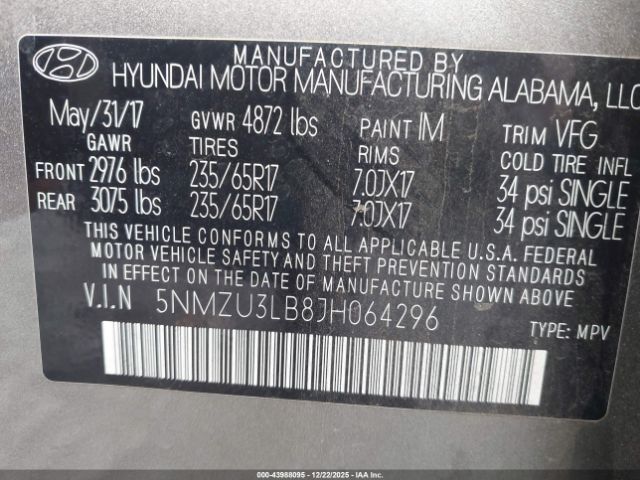 MANUFACTURED BY
HYUNDAI MOTOR MANUFACTURING ALABAMA, LLC
May/31/17 GVWR 4872 lbs PAINT IM TRIM VFG
GAWR TIRES RIMS COLD TIRE INFL
FRONT 2976 lbs 235/65R17 7.0JX17 34 psi SINGLE
REAR 3075 lbs 235/65R17 7.0JX17 34 psi SINGLE
THIS VEHICLE CONFORMS TO ALL APPLICABLE U.S.A. FEDERAL
MOTOR VEHICLE SAFETY AND THEFT PREVENTION STANDARDS
IN EFFECT ON THE DATE OF MANUFACTURE SHOWN ABOVE.
V.I.N 5NMZU3LB8JH064296 TYPE: MPV
000-43988095 - 12/22/2025 - IAA Inc.